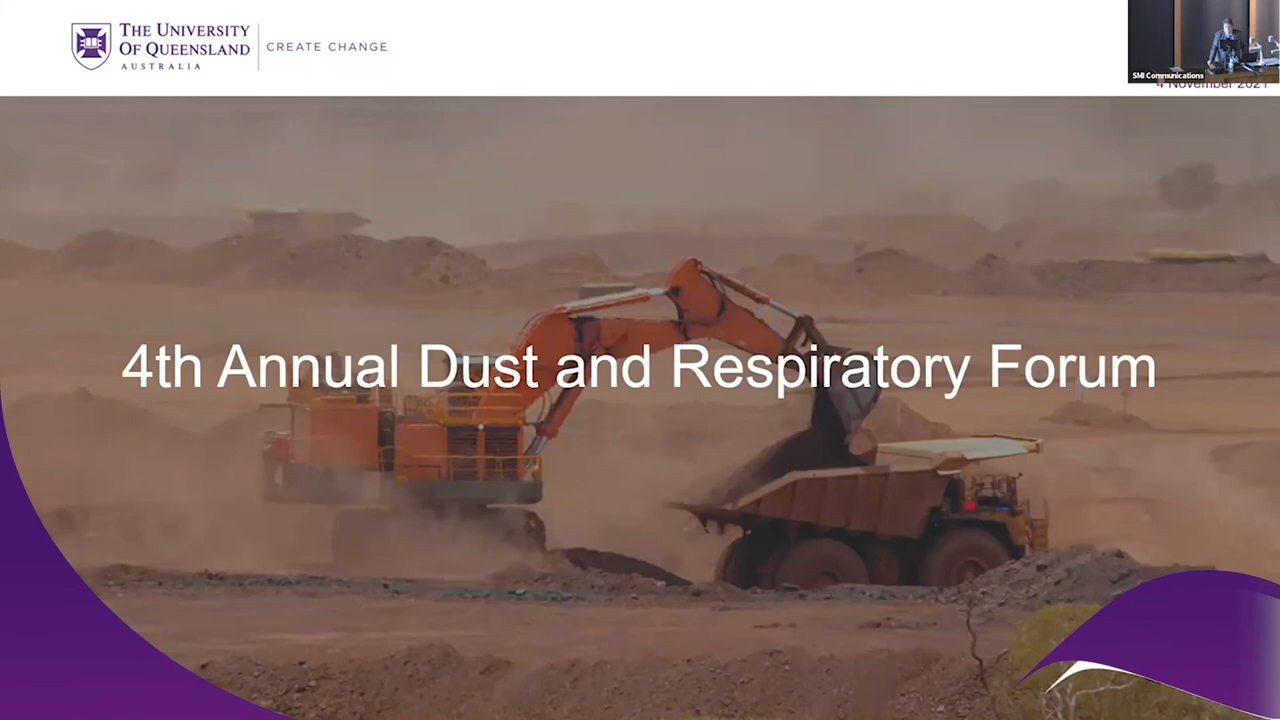 THE UNIVERSITY
OF QUEENSLAND
AUSTRALIA
CREATE CHANGE
SMI Communications
4 November 2021
4th Annual Dust and Respiratory Forum